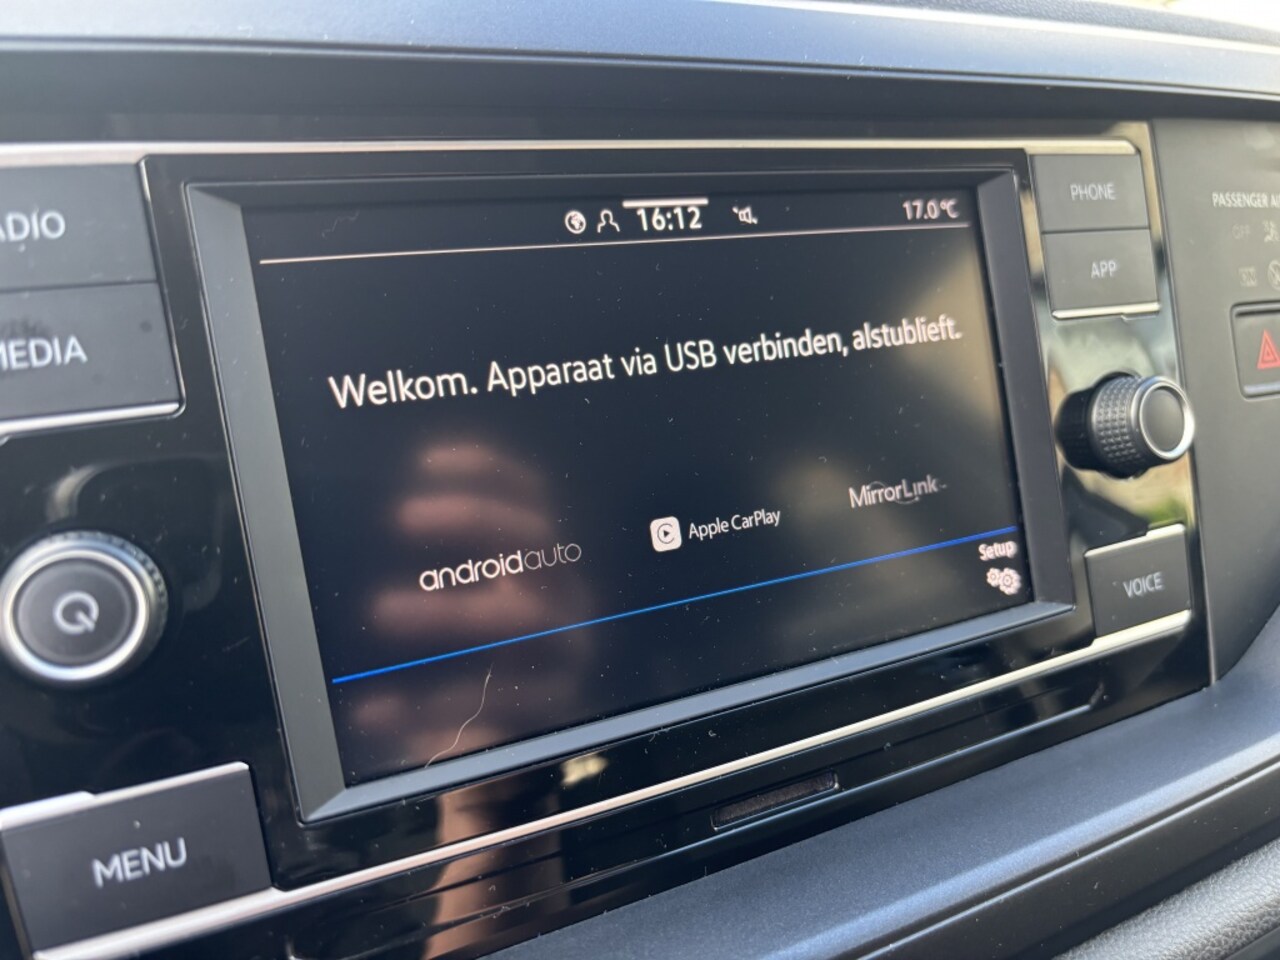 16:12
17.0°C
Welkom. Apparaat via USB verbinden, alstublieft.
androidauto
Apple CarPlay
MirrorLink
Setup
MEDIA
MENU
PHONE
APP
VOICE
PASSENGER
OFF